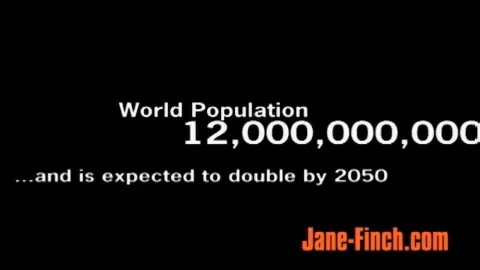 World Population
12,000,000,000
...and is expected to double by 2050
Jane-Finch.com